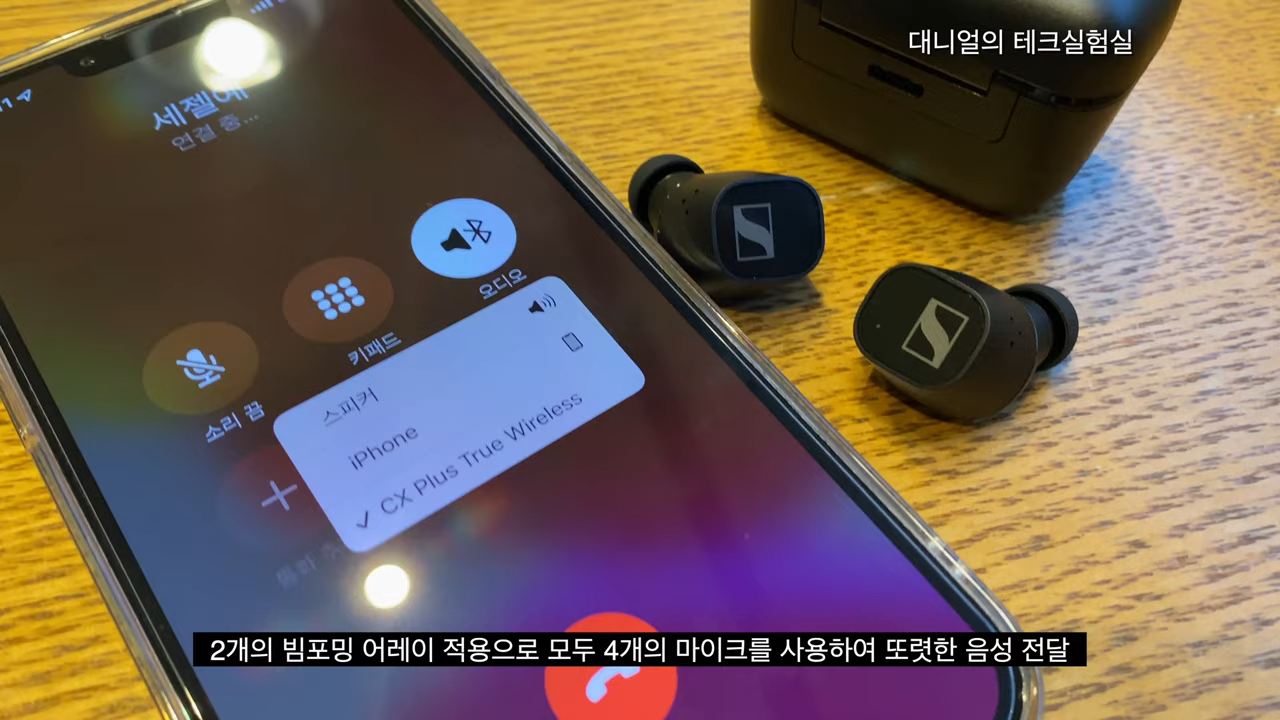 대니얼의 테크실험실
세젤예
연결 중...
오디오
키패드
소리 끔
스피커
iPhone
✓ CX Plus True Wireless
2개의 빔포밍 어레이 적용으로 모두 4개의 마이크를 사용하여 또렷한 음성 전달